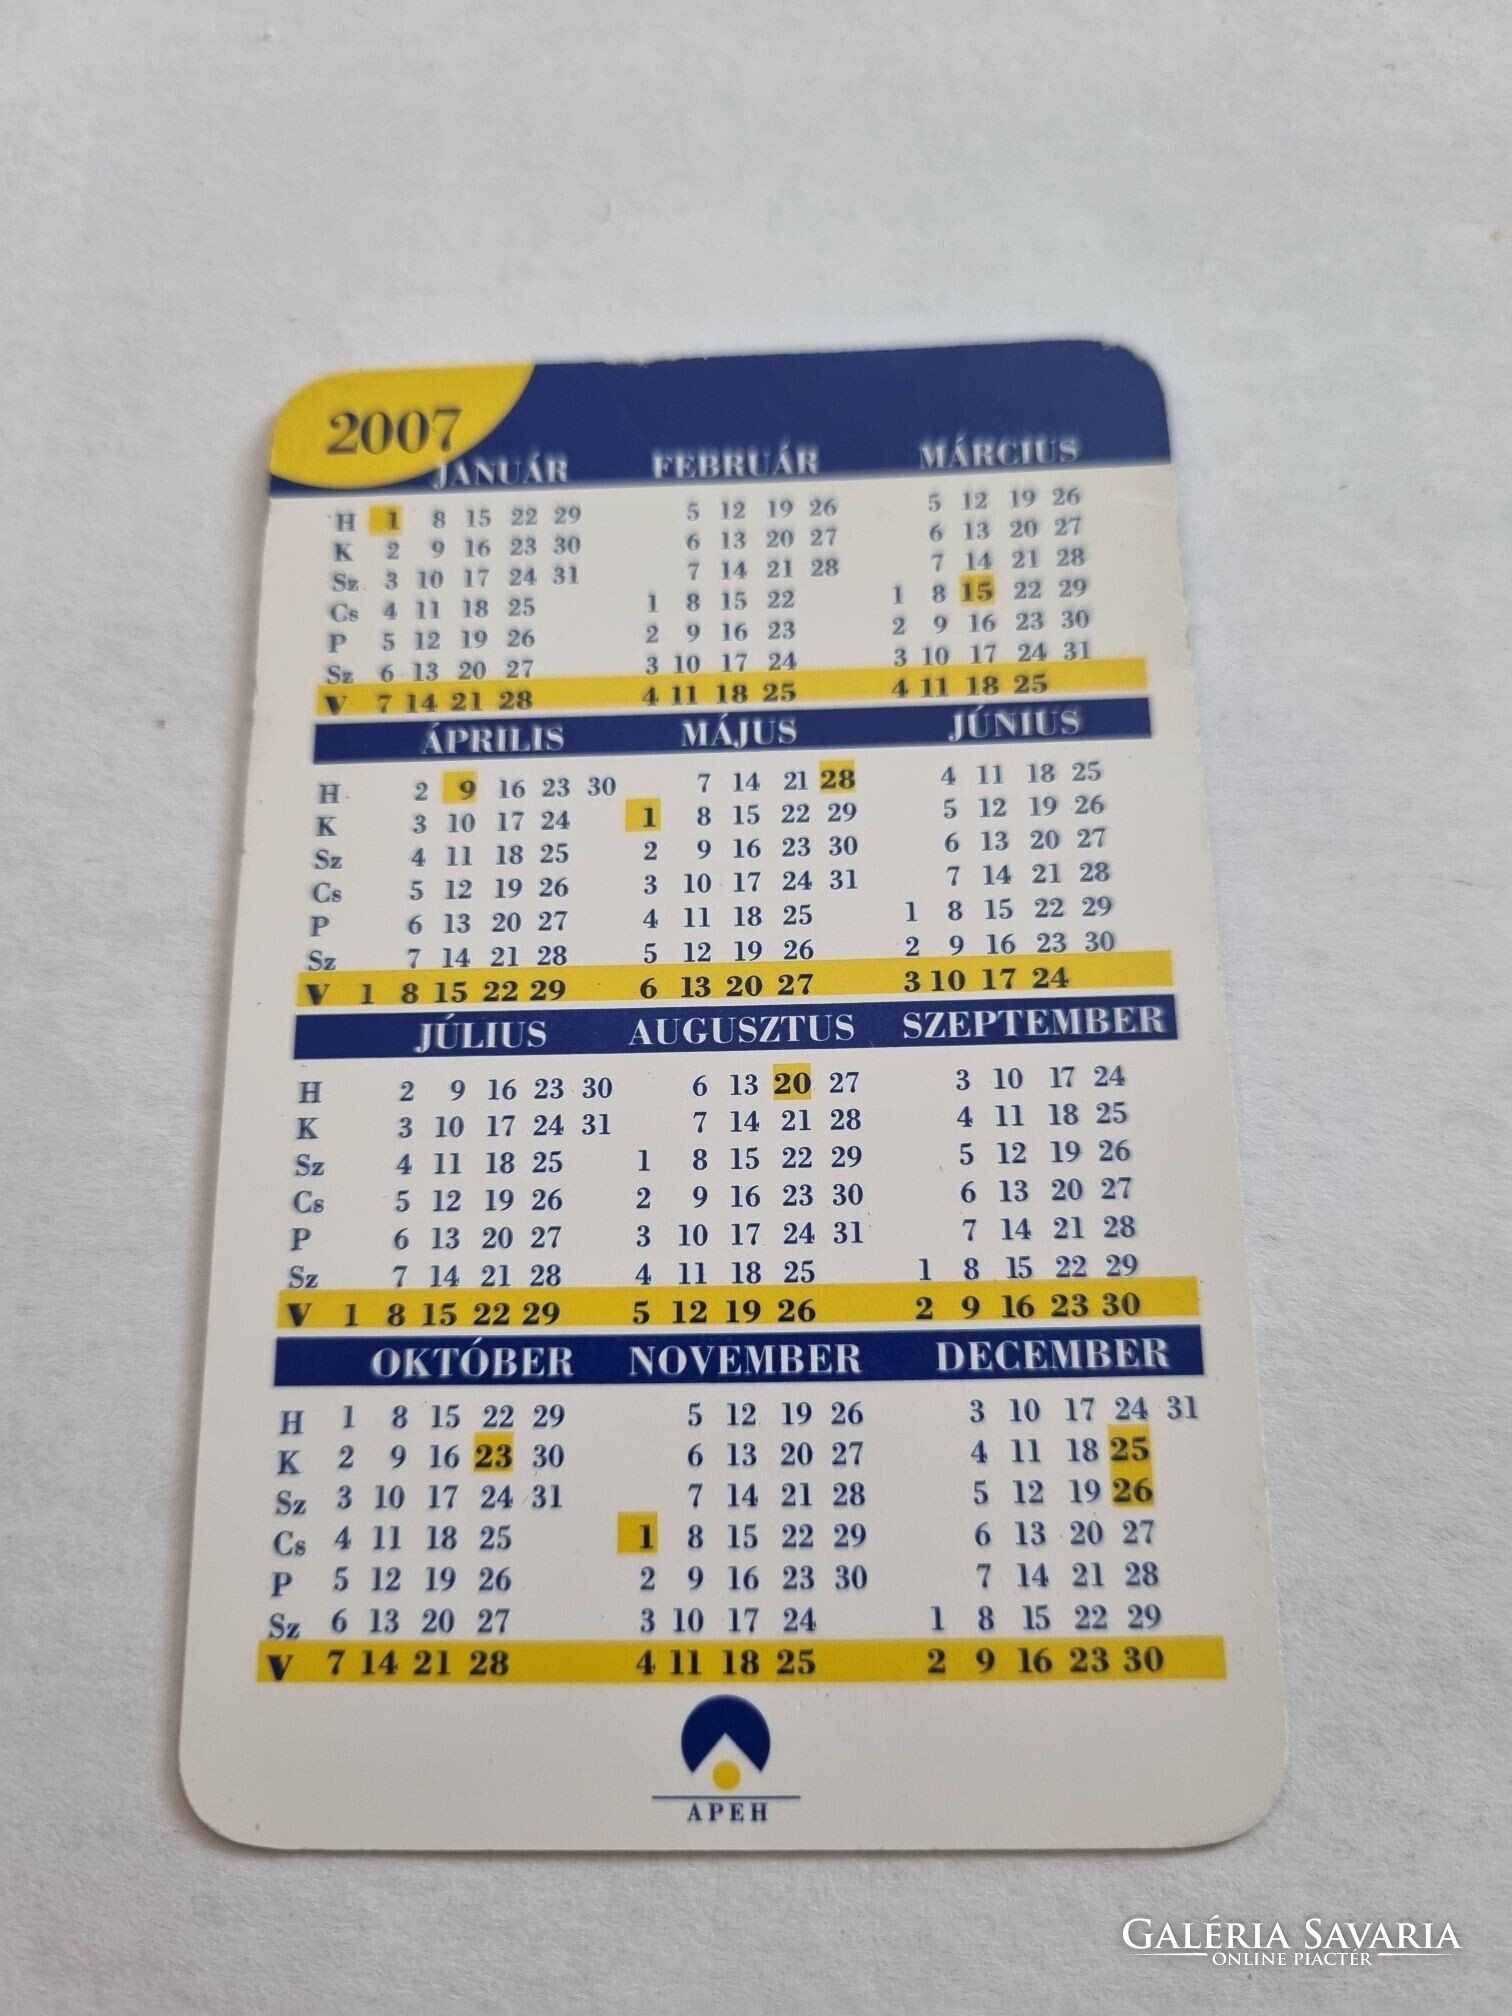 2007
JANUÁR FEBRUÁR MÁRCIUS
H 1 8 15 22 29 5 12 19 26 5 12 19 26
K 2 9 16 23 30 6 13 20 27 6 13 20 27
Sz 3 10 17 24 31 7 14 21 28 7 14 21 28
Cs 4 11 18 25 1 8 15 22 1 8 15 22 29
P 5 12 19 26 2 9 16 23 2 9 16 23 30
Sz 6 13 20 27 3 10 17 24 3 10 17 24 31
V 7 14 21 28 4 11 18 25 4 11 18 25
ÁPRILIS MÁJUS JÚNIUS
H 2 9 16 23 30 7 14 21 28 4 11 18 25
K 3 10 17 24 1 8 15 22 29 5 12 19 26
Sz 4 11 18 25 2 9 16 23 30 6 13 20 27
Cs 5 12 19 26 3 10 17 24 31 7 14 21 28
P 6 13 20 27 4 11 18 25 1 8 15 22 29
Sz 7 14 21 28 5 12 19 26 2 9 16 23 30
V 1 8 15 22 29 6 13 20 27 3 10 17 24
JÚLIUS AUGUSZTUS SZEPTEMBER
H 2 9 16 23 30 6 13 20 27 3 10 17 24
K 3 10 17 24 31 7 14 21 28 4 11 18 25
Sz 4 11 18 25 1 8 15 22 29 5 12 19 26
Cs 5 12 19 26 2 9 16 23 30 6 13 20 27
P 6 13 20 27 3 10 17 24 31 7 14 21 28
Sz 7 14 21 28 4 11 18 25 1 8 15 22 29
V 1 8 15 22 29 5 12 19 26 2 9 16 23 30
OKTÓBER NOVEMBER DECEMBER
H 1 8 15 22 29 5 12 19 26 3 10 17 24 31
K 2 9 16 23 30 6 13 20 27 4 11 18 25
Sz 3 10 17 24 31 7 14 21 28 5 12 19 26
Cs 4 11 18 25 1 8 15 22 29 6 13 20 27
P 5 12 19 26 2 9 16 23 30 7 14 21 28
Sz 6 13 20 27 3 10 17 24 1 8 15 22 29
V 7 14 21 28 4 11 18 25 2 9 16 23 30
APEH
GALÉRIA SAVARIA
ONLINE PIACTÉR